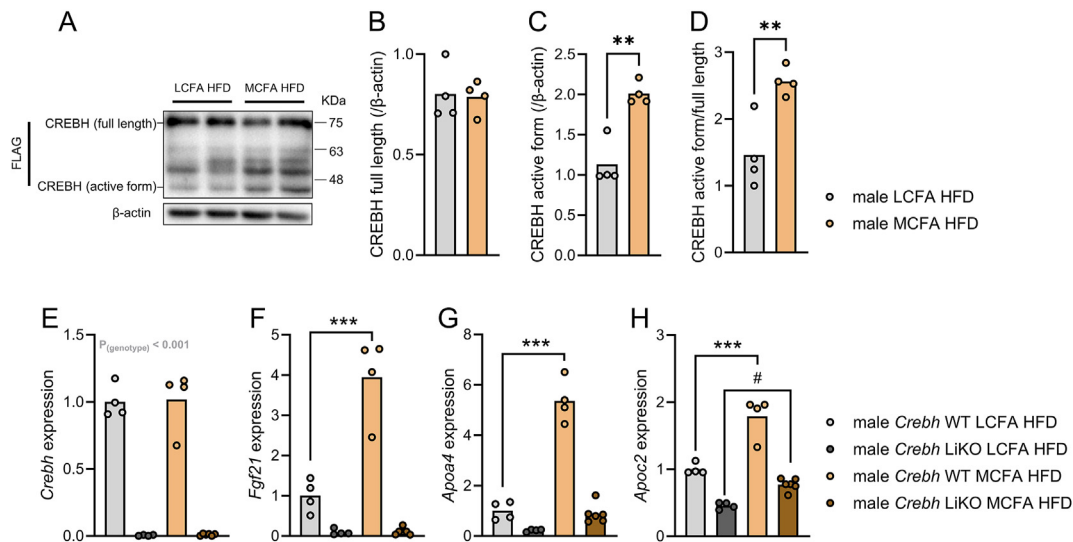 A
LCFA HFD
MCFA HFD
KDa
CREBH (full length)
75
63
48
FLAG
CREBH (active form)
β-actin
B
CREBH full length (/β-actin)
1.0
0.5
0.0
C
CREBH active form (/β-actin)
2.5
2.0
1.5
1.0
0.5
0.0
**
D
CREBH active form/full length
3
2
1
0
**
male LCFA HFD
male MCFA HFD
E
Crebh expression
1.5
1.0
0.5
0.0
P(genotype) < 0.001
F
Fgf21 expression
5
4
3
2
1
0
***
G
Apoa4 expression
8
6
4
2
0
***
H
Apoc2 expression
3
2
1
0
***
#
male Crebh WT LCFA HFD
male Crebh LiKO LCFA HFD
male Crebh WT MCFA HFD
male Crebh LiKO MCFA HFD